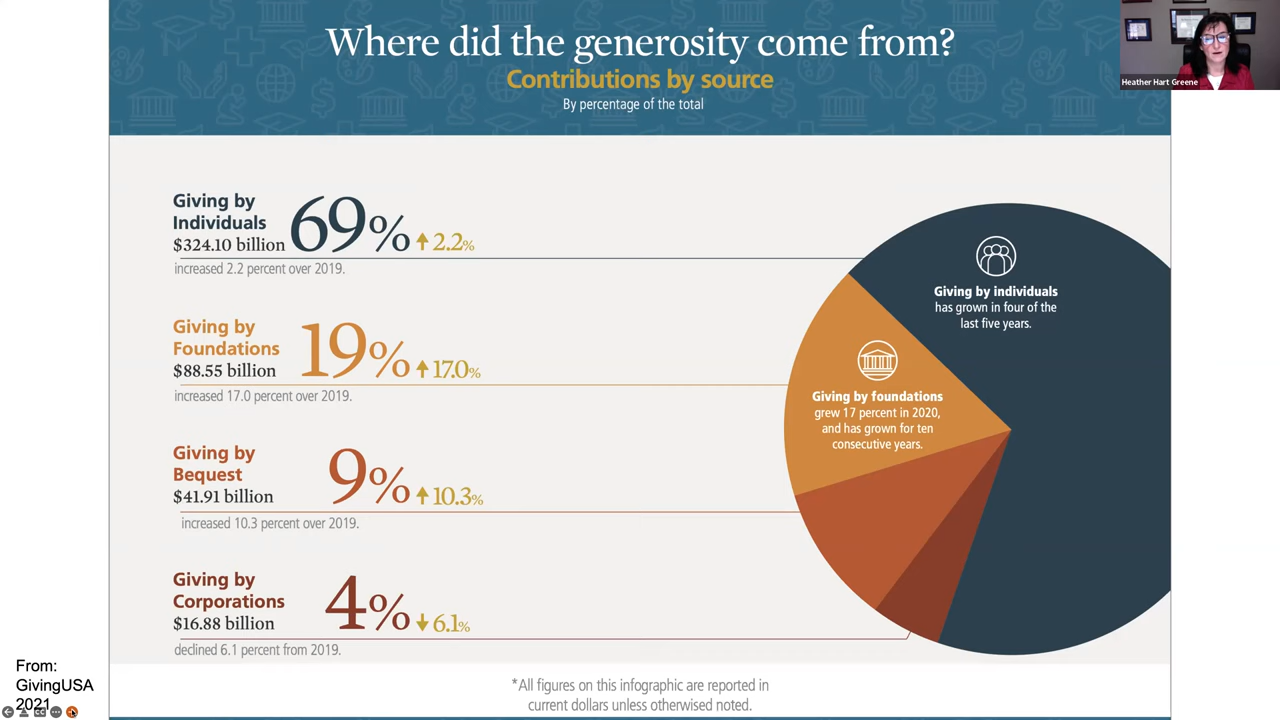 Where did the generosity come from?
Contributions by source
By percentage of the total
Heather Hart Greene
Giving by
Individuals
$324.10 billion
69%
2.2%
increased 2.2 percent over 2019.
Giving by
Foundations
$88.55 billion
19%
17.0%
increased 17.0 percent over 2019.
Giving by
Bequest
$41.91 billion
9%
10.3%
increased 10.3 percent over 2019.
Giving by
Corporations
$16.88 billion
4%
6.1%
declined 6.1 percent from 2019.
Giving by individuals
has grown in four of the
last five years.
Giving by foundations
grew 17 percent in 2020,
and has grown for ten
consecutive years.
From:
GivingUSA
2021
*All figures on this infographic are reported in
current dollars unless otherwised noted.